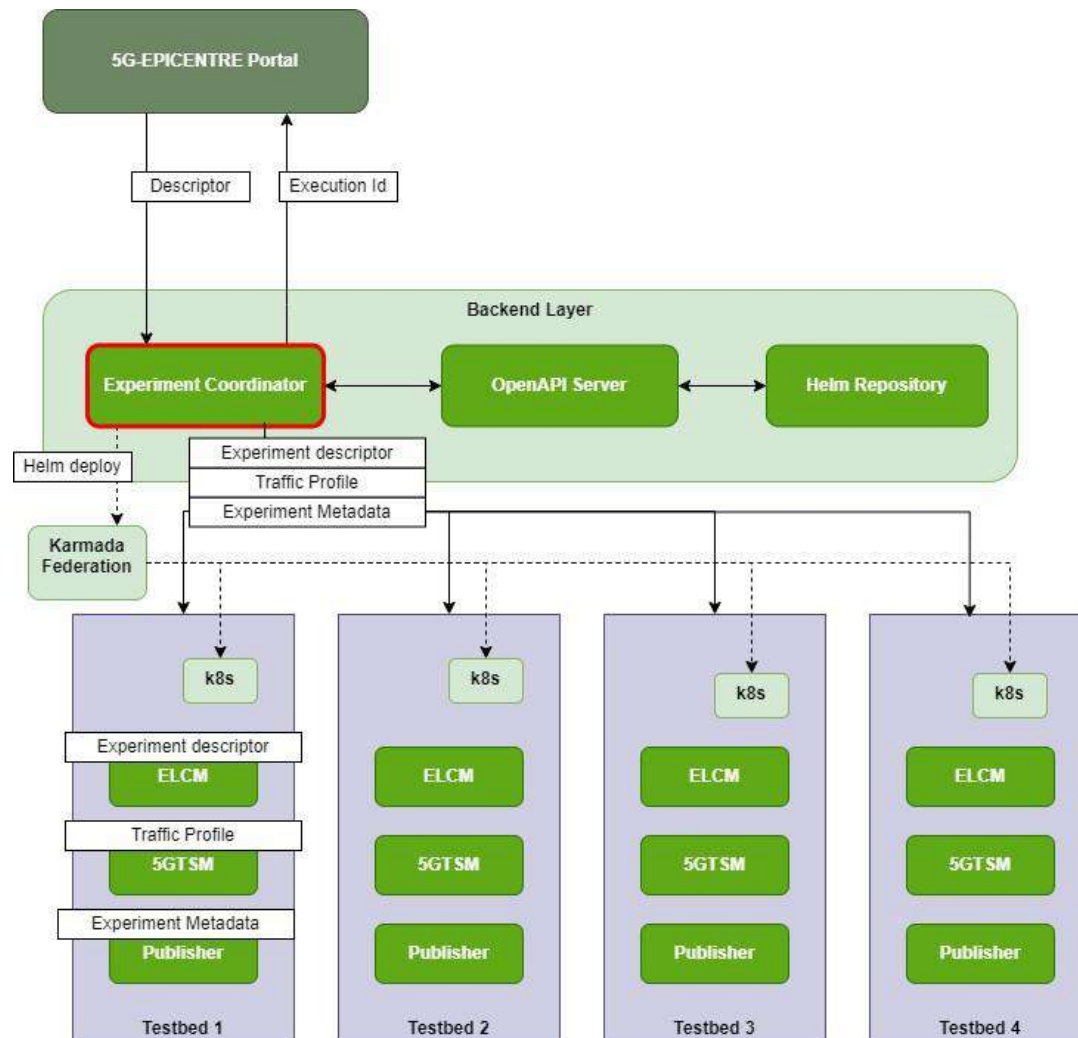 5G-EPICENTRE Portal
Descriptor
Execution Id
Backend Layer
Experiment Coordinator
OpenAPI Server
Helm Repository
Helm deploy
Experiment descriptor
Traffic Profile
Experiment Metadata
Karmada
Federation
k8s
k8s
k8s
k8s
Experiment descriptor
ELCM
ELCM
ELCM
ELCM
Traffic Profile
5GTSM
5GTSM
5GTSM
5GTSM
Experiment Metadata
Publisher
Publisher
Publisher
Publisher
Testbed 1
Testbed 2
Testbed 3
Testbed 4